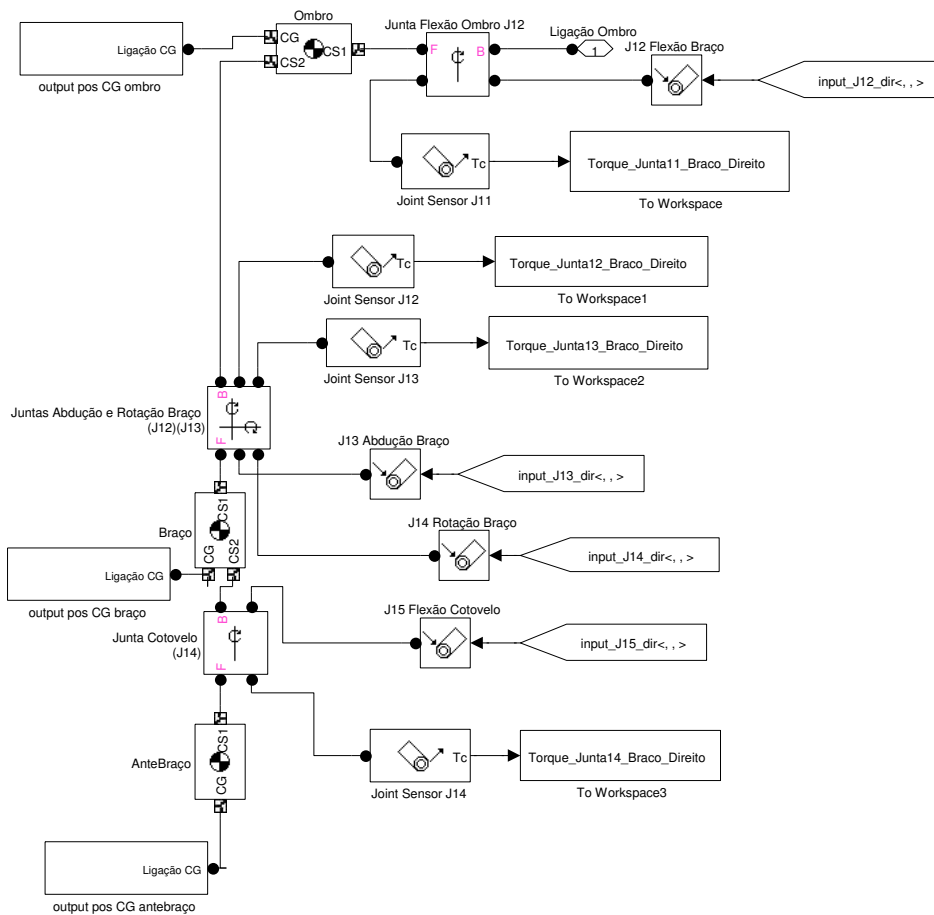 Ombro
Junta Flexão Ombro J12
Ligação Ombro
J12 Flexão Braço
Ligação CG
output pos CG ombro
CG
CS1
CS2
F
B
1
input_J12_dir<, , >
Tc
Joint Sensor J11
Torque_Junta11_Braco_Direito
To Workspace
Tc
Joint Sensor J12
Torque_Junta12_Braco_Direito
To Workspace1
Tc
Joint Sensor J13
Torque_Junta13_Braco_Direito
To Workspace2
Juntas Abdução e Rotação Braço
(J12)(J13)
B
F
J13 Abdução Braço
input_J13_dir<, , >
Braço
CS1
CG
CS2
J14 Rotação Braço
input_J14_dir<, , >
Ligação CG
output pos CG braço
Junta Cotovelo
(J14)
B
F
J15 Flexão Cotovelo
input_J15_dir<, , >
AnteBraço
CS1
CG
Tc
Joint Sensor J14
Torque_Junta14_Braco_Direito
To Workspace3
Ligação CG
output pos CG antebraço